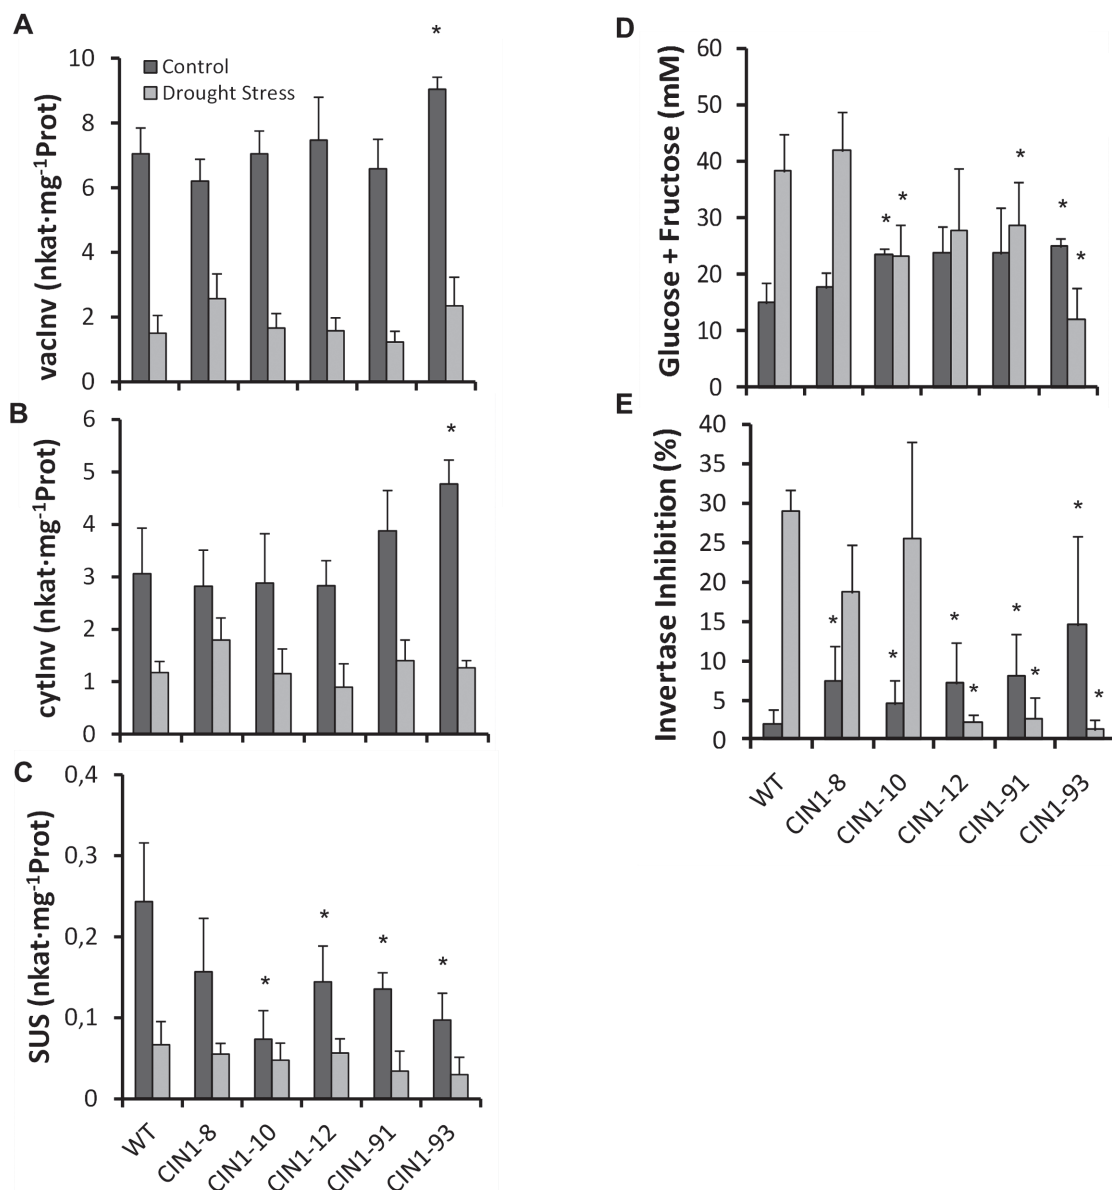 A
*
10
8
6
4
2
0
vacInv (nkat·mg⁻¹Prot)
Control
Drought Stress
B
*
6
5
4
3
2
1
0
cytInv (nkat·mg⁻¹Prot)
C
0,4
0,3
0,2
0,1
0
SUS (nkat·mg⁻¹Prot)
* * * *
WT CIN1-8 CIN1-10 CIN1-12 CIN1-91 CIN1-93
D
60
50
40
30
20
10
0
Glucose + Fructose (mM)
* * * * *
E
40
35
30
25
20
15
10
5
0
Invertase Inhibition (%)
* * * * * * * *
WT CIN1-8 CIN1-10 CIN1-12 CIN1-91 CIN1-93